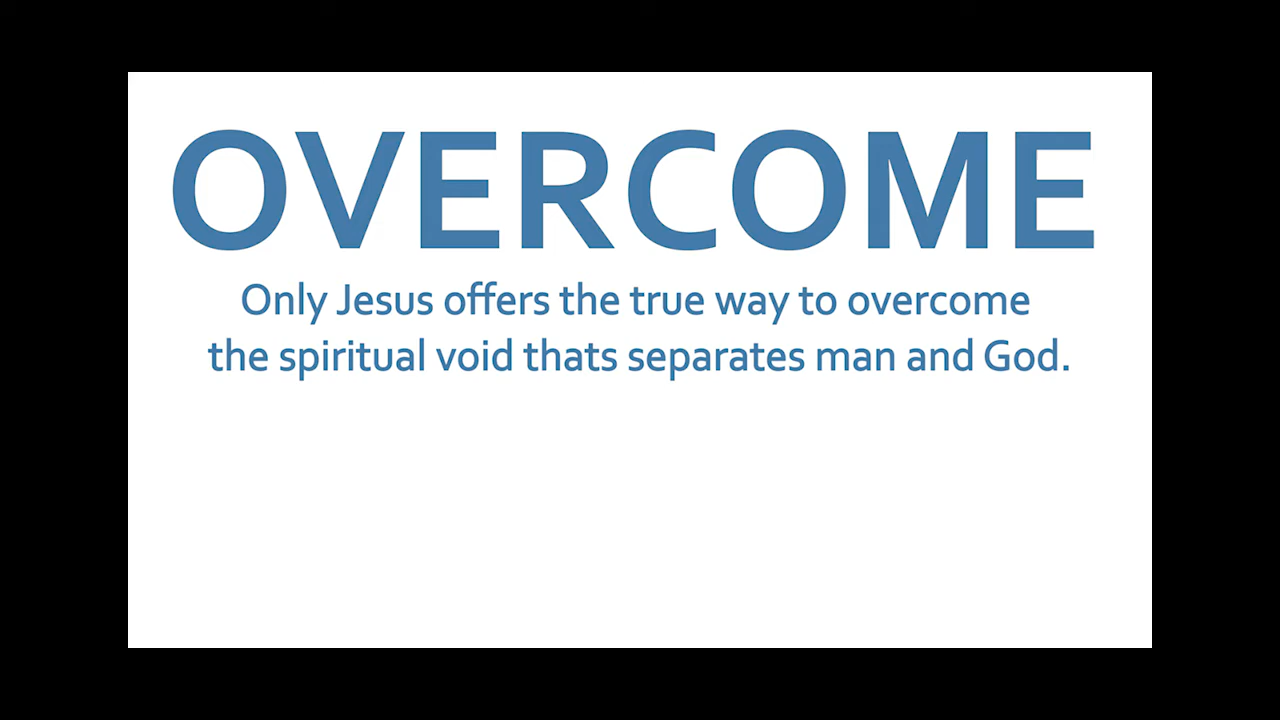 OVERCOME
Only Jesus offers the true way to overcome
the spiritual void thats separates man and God.